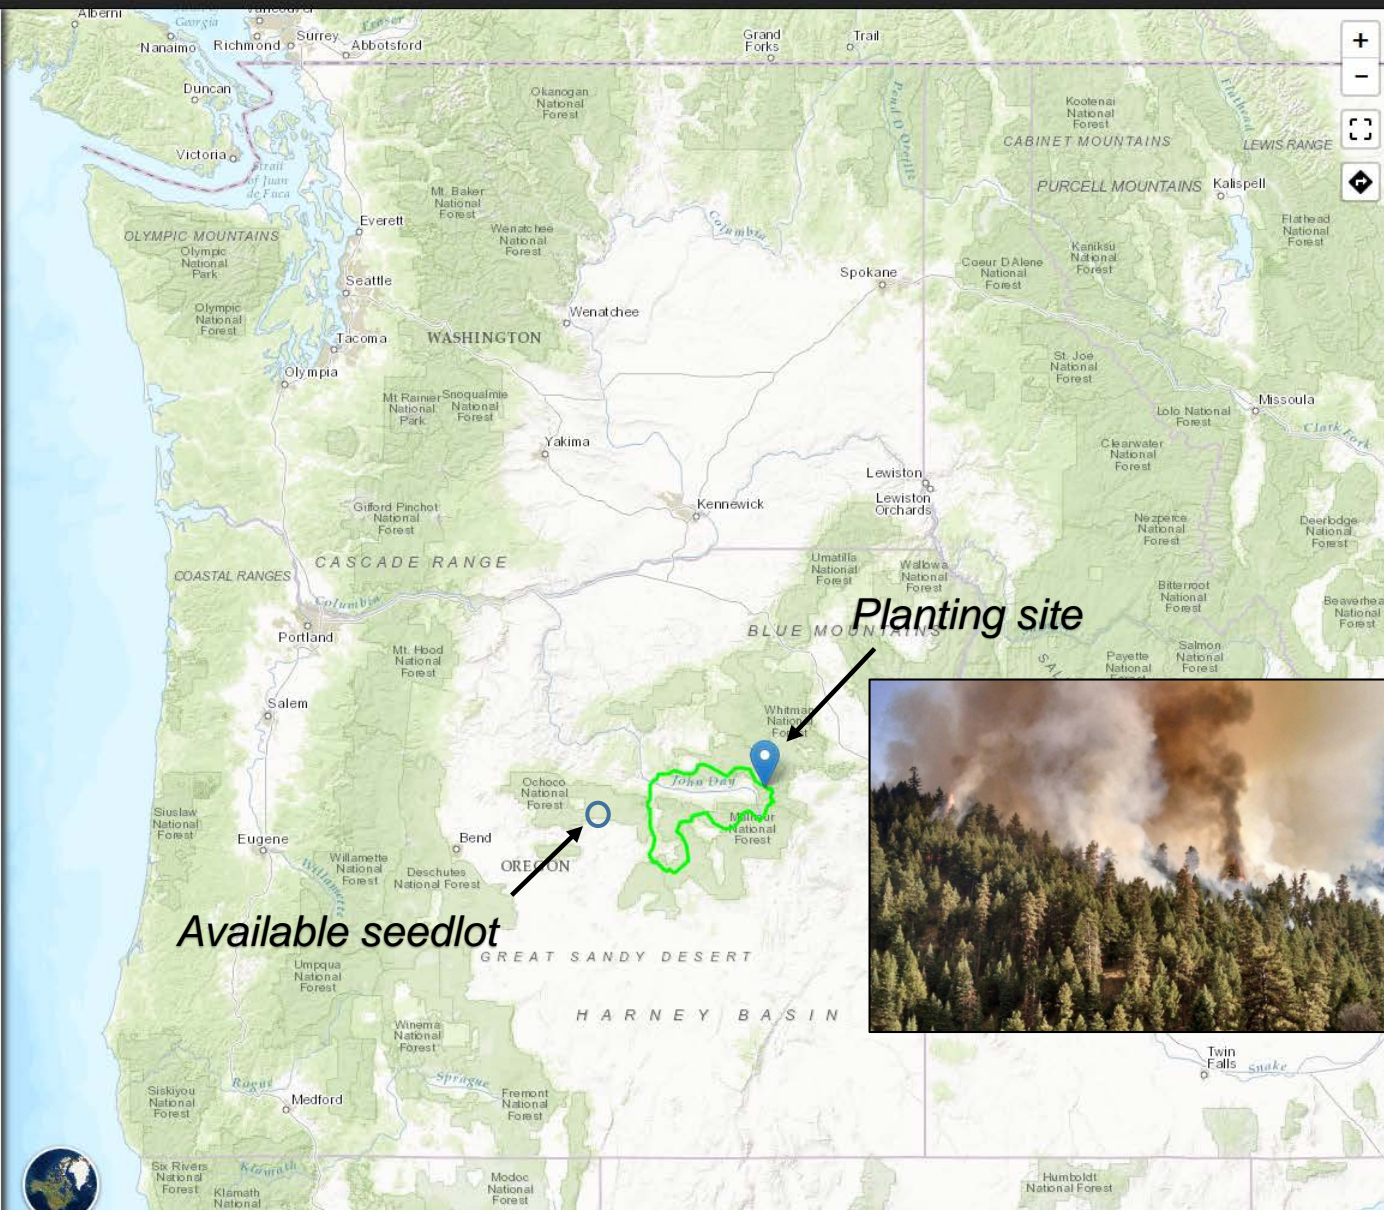 Alberni
Vancouver
Georgia
Fraser
Nanaimo
Richmond
Surrey
Abbotsford
Grand
Forks
Trail
+
−
Duncan
Okanogan
National
Forest
Pend O'Oreille
Kootenai
National
Forest
Flathead
CABINET MOUNTAINS
LEWIS RANGE
Victoria
Strait
of Juan
de Fuca
PURCELL MOUNTAINS
Kalispell
Mt. Baker
National
Forest
Everett
Wenatchee
National
Forest
Columbia
Flathead
National
Forest
OLYMPIC MOUNTAINS
Olympic
National
Park
Kaniksu
National
Forest
Coeur D Alene
National
Forest
Spokane
Seattle
Olympic
National
Forest
Wenatchee
Tacoma
WASHINGTON
St. Joe
National
Forest
Olympia
Mt Rainier
National
Park
Snoqualmie
National
Forest
Missoula
Lolo National
Forest
Clark Fork
Yakima
Clearwater
National
Forest
Lewiston
Lewiston
Orchards
Kennewick
Gifford Pinchot
National
Forest
Nezperce
National
Forest
Deerlodge
National
Forest
CASCADE RANGE
COASTAL RANGES
Umatilla
National
Forest
Wallowa
National
Forest
Bitterroot
National
Forest
Columbia
Planting site
Beaverhea
National
Forest
Portland
BLUE MOUNTAINS
Mt. Hood
National
Forest
SAL
Payette
National
Forest
Salmon
National
Forest
Salem
Whitman
National
Forest
John Day
Ochoco
National
Forest
Siuslaw
National
Forest
Malheur
National
Forest
Eugene
Bend
OREGON
Willamette
Willamette
National
Forest
Deschutes
National Forest
Available seedlot
GREAT SANDY DESERT
Umpqua
National
Forest
HARNEY BASIN
Winema
National
Forest
Twin
Falls
Snake
Rogue
Sprague
Siskiyou
National
Forest
Medford
Fremont
National
Forest
Six Rivers
National
Forest
Klamath
Klamath
National
Modoc
National
Forest
Humboldt
National Forest